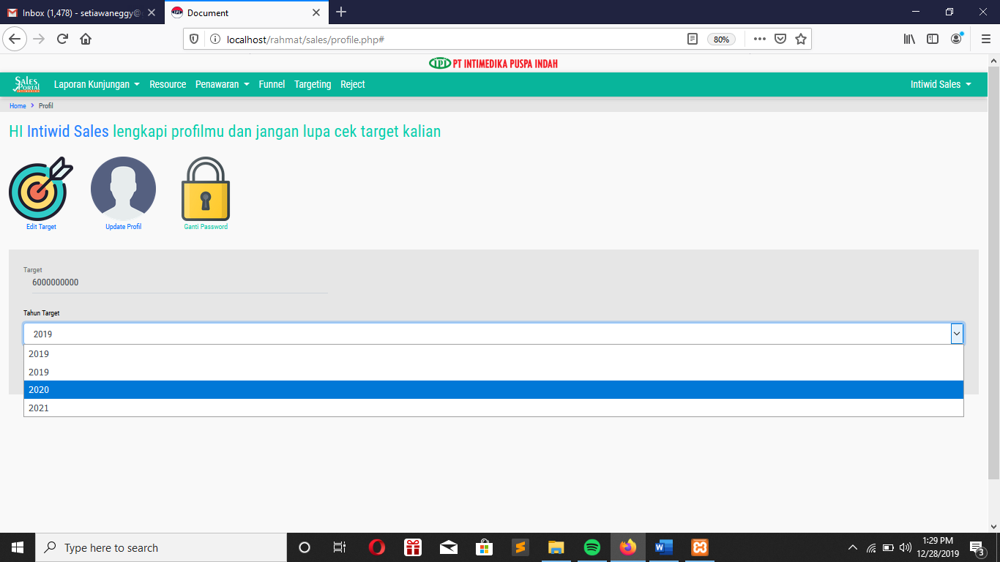 Inbox (1,478) - setiawaneggy@
Document
localhost/rahmat/sales/profile.php#
80%
IPI PT INTIMEDIKA PUSPA INDAH
Sales Portal
INTIMEDIKA
Laporan Kunjungan Resource Penawaran Funnel Targeting Reject Intiwid Sales
Home > Profil
HI Intiwid Sales lengkapi profilmu dan jangan lupa cek target kalian
Edit Target Update Profil Ganti Password
Target
6000000000
Tahun Target
2019
2019
2019
2020
2021
Type here to search
1:29 PM
12/28/2019
3